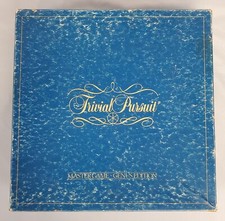 Trivial Pursuit
MASTER GAME - GENUS EDITION